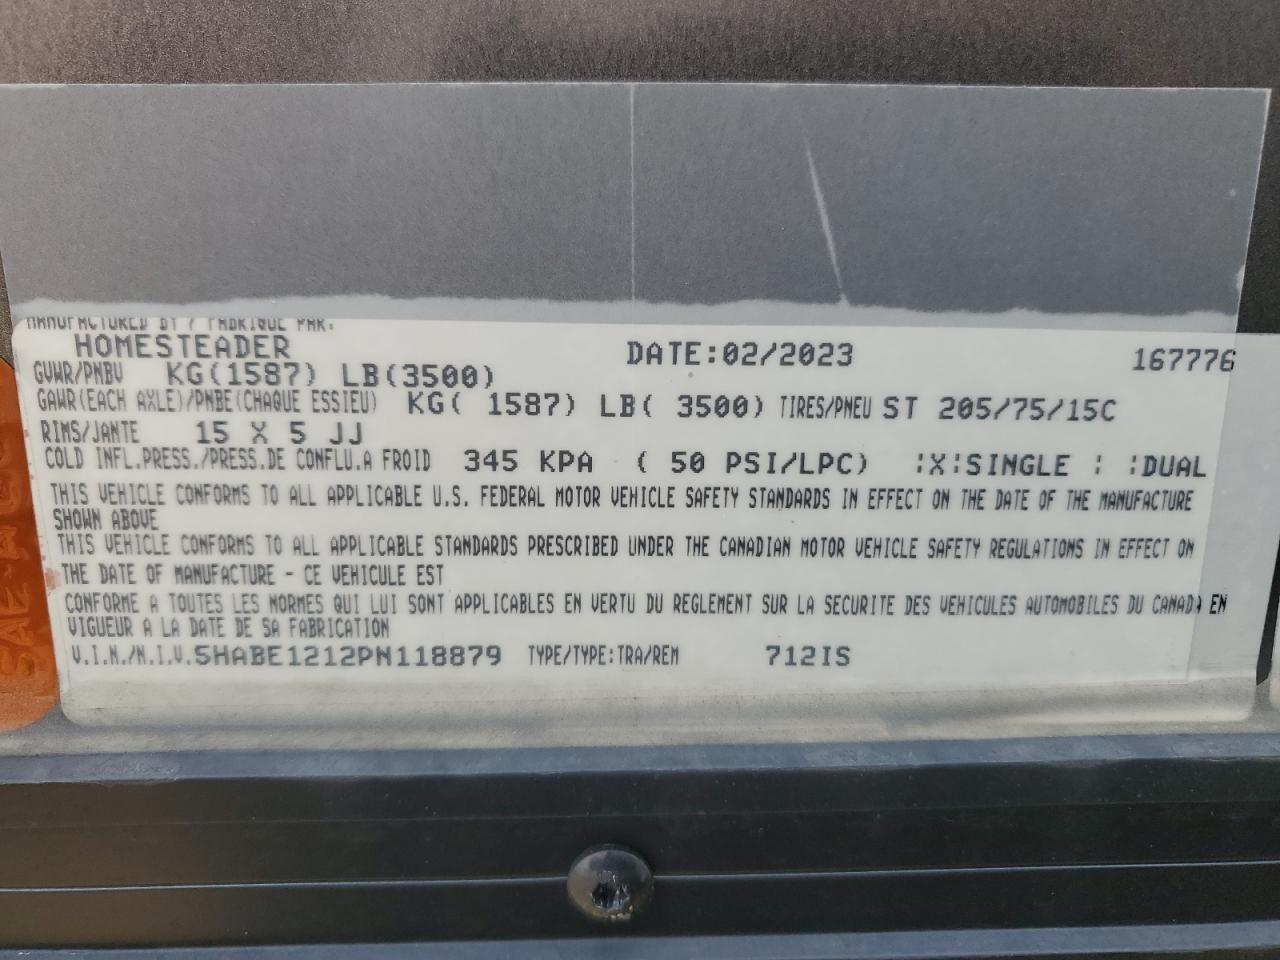 MANUFACTURED BY / FABRIQUE PAR:
HOMESTEADER DATE:02/2023 167776
GVWR/PNBV KG(1587) LB(3500)
GAWR(EACH AXLE)/PNBE(CHAQUE ESSIEU) KG( 1587) LB( 3500) TIRES/PNEU ST 205/75/15C
RIMS/JANTE 15 X 5 JJ
COLD INFL.PRESS./PRESS.DE CONFLU.A FROID 345 KPA ( 50 PSI/LPC) :X:SINGLE : :DUAL
THIS VEHICLE CONFORMS TO ALL APPLICABLE U.S. FEDERAL MOTOR VEHICLE SAFETY STANDARDS IN EFFECT ON THE DATE OF THE MANUFACTURE
SHOWN ABOVE
THIS VEHICLE CONFORMS TO ALL APPLICABLE STANDARDS PRESCRIBED UNDER THE CANADIAN MOTOR VEHICLE SAFETY REGULATIONS IN EFFECT ON
THE DATE OF MANUFACTURE - CE VEHICULE EST
CONFORME A TOUTES LES NORMES QUI LUI SONT APPLICABLES EN VERTU DU REGLEMENT SUR LA SECURITE DES VEHICULES AUTOMOBILES DU CANADA EN
VIGUEUR A LA DATE DE SA FABRICATION
V.I.N./N.I.V.5HABE1212PN118879 TYPE/TYPE:TRA/REM 712IS